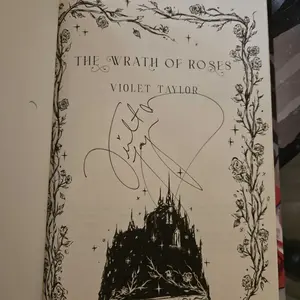 THE WRATH OF ROSES
VIOLET TAYLOR